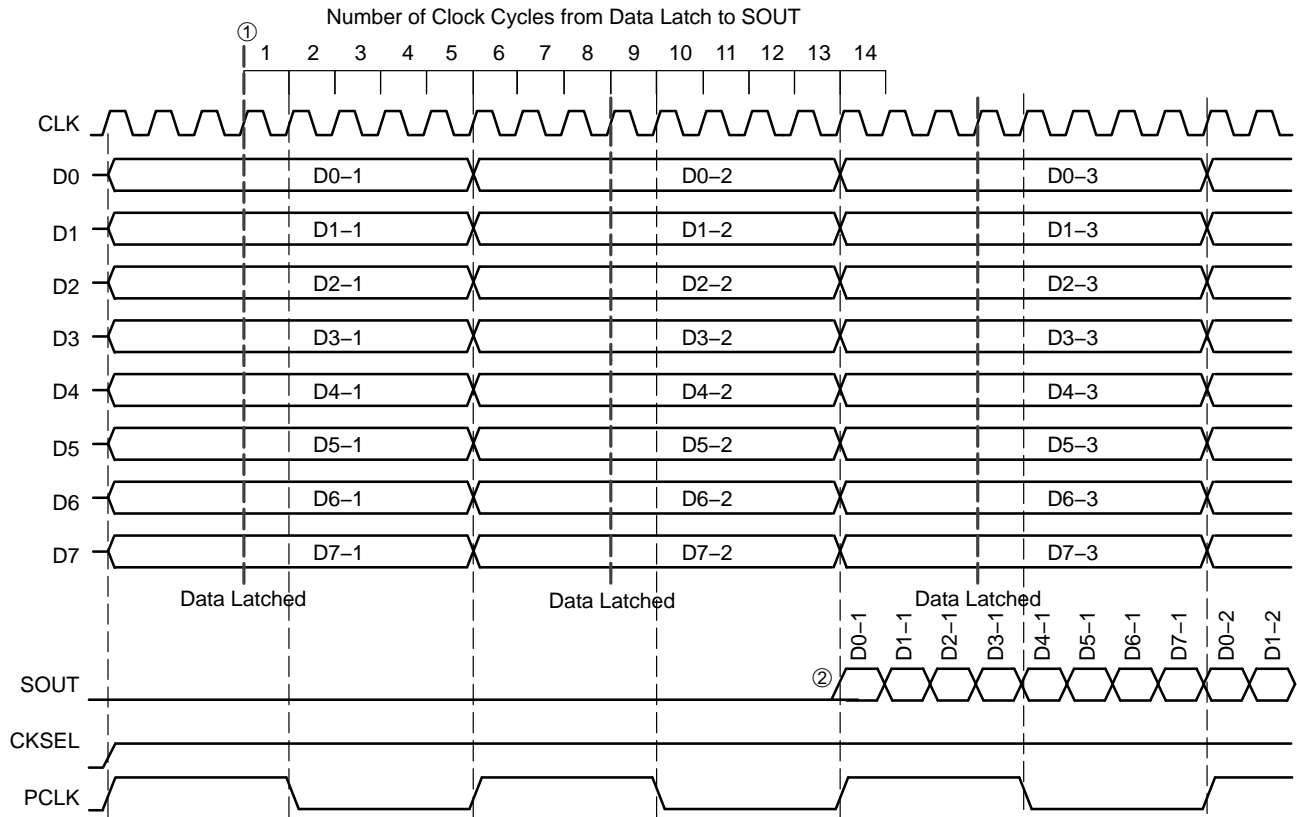 Number of Clock Cycles from Data Latch to SOUT
①
1 2 3 4 5 6 7 8 9 10 11 12 13 14
CLK
D0 D0–1 D0–2 D0–3
D1 D1–1 D1–2 D1–3
D2 D2–1 D2–2 D2–3
D3 D3–1 D3–2 D3–3
D4 D4–1 D4–2 D4–3
D5 D5–1 D5–2 D5–3
D6 D6–1 D6–2 D6–3
D7 D7–1 D7–2 D7–3
Data Latched Data Latched Data Latched
D0–1 D1–1 D2–1 D3–1 D4–1 D5–1 D6–1 D7–1 D0–2 D1–2
SOUT ②
CKSEL
PCLK